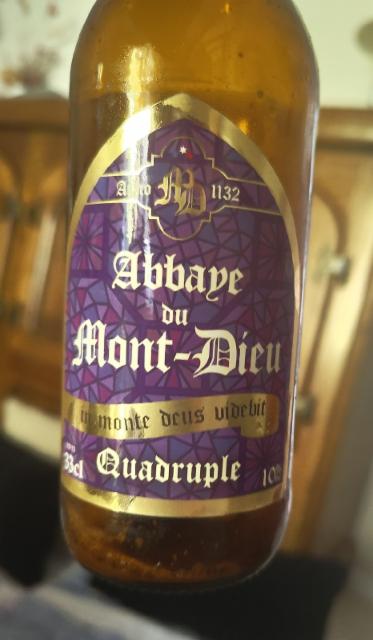 Anno MD 1132
Abbaye
du
Mont-Dieu
in monte deus videbit
33cl Quadruple 10%